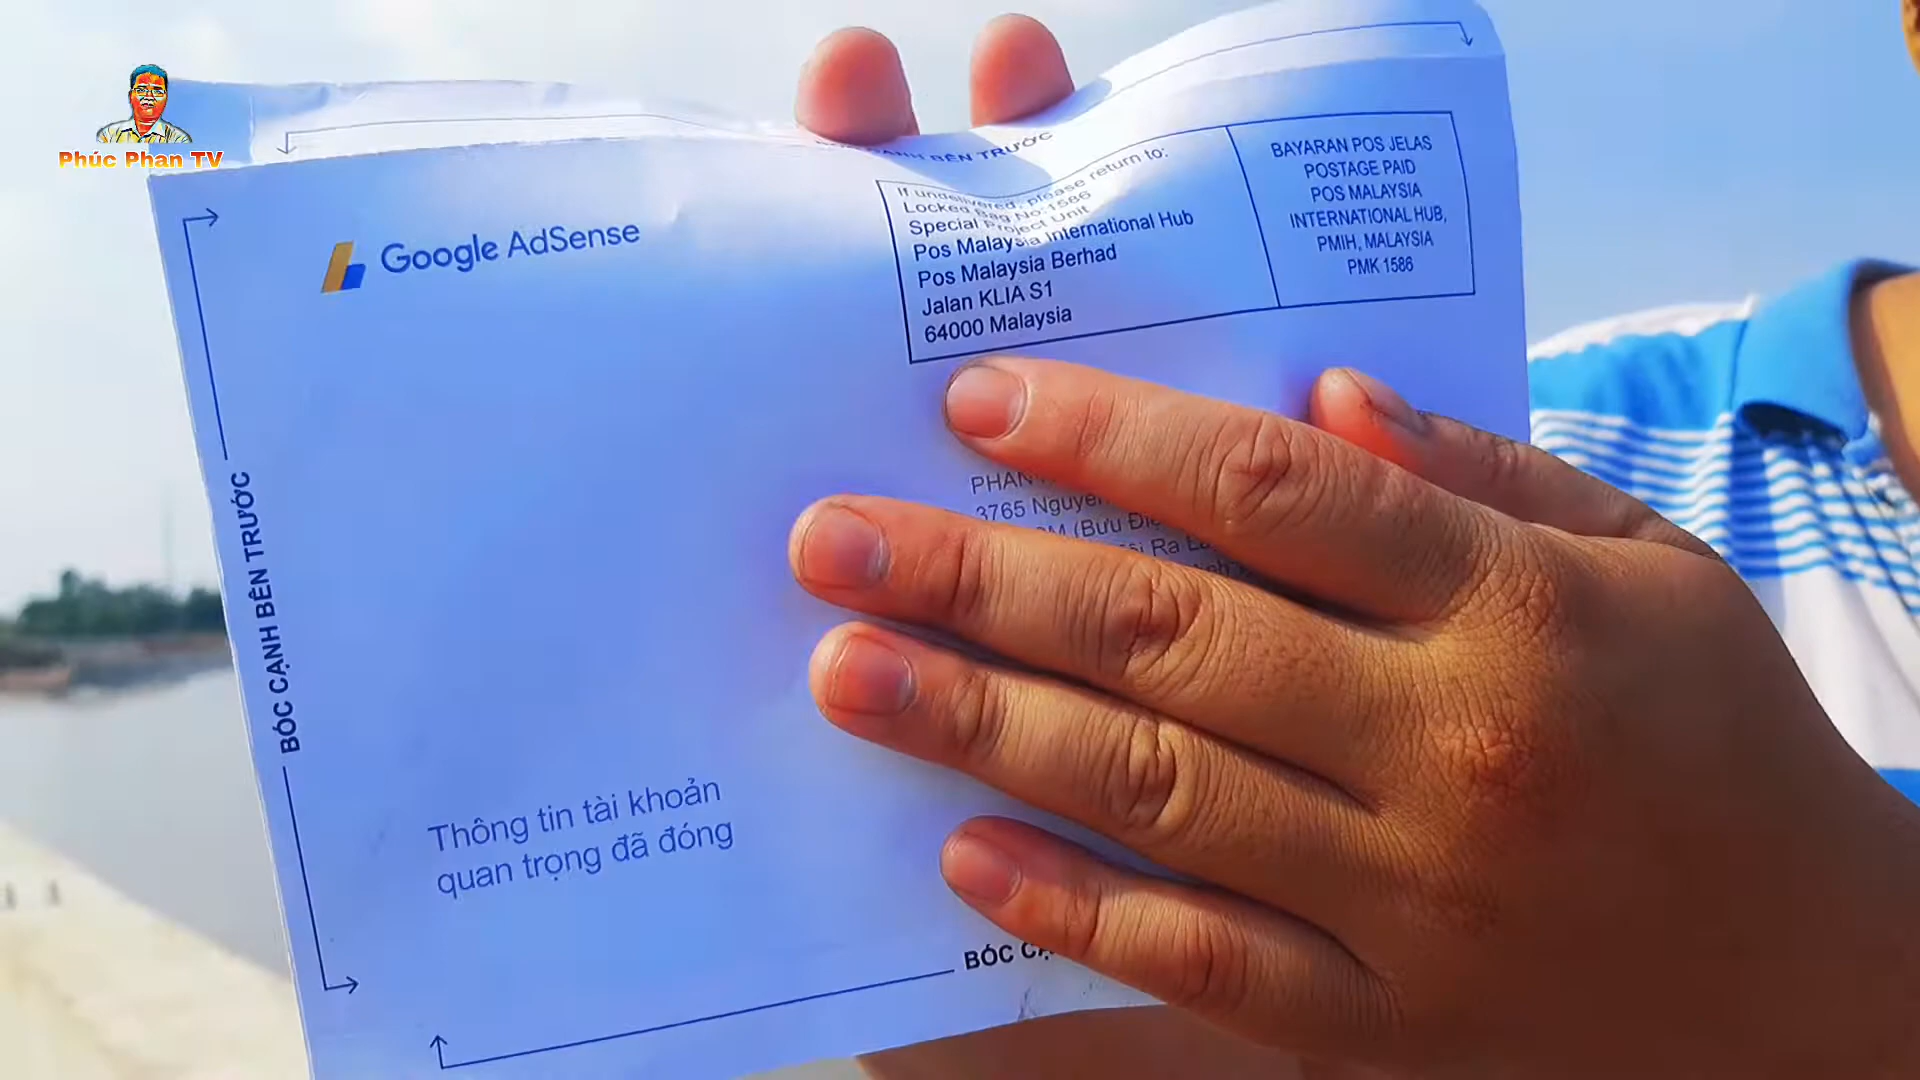 Phúc Phan TV
CẠNH BÊN TRƯỚC
Google AdSense
If undelivered, please return to:
Locked Bag No:1586
Special Project Unit
Pos Malaysia International Hub
Pos Malaysia Berhad
Jalan KLIA S1
64000 Malaysia
BAYARAN POS JELAS
POSTAGE PAID
POS MALAYSIA
INTERNATIONAL HUB,
PMIH, MALAYSIA
PMK 1586
PHAN
3765 Nguyen
(Bưu Điệ
Ra
BÓC CẠNH BÊN TRƯỚC
Thông tin tài khoản
quan trọng đã đóng
BÓC